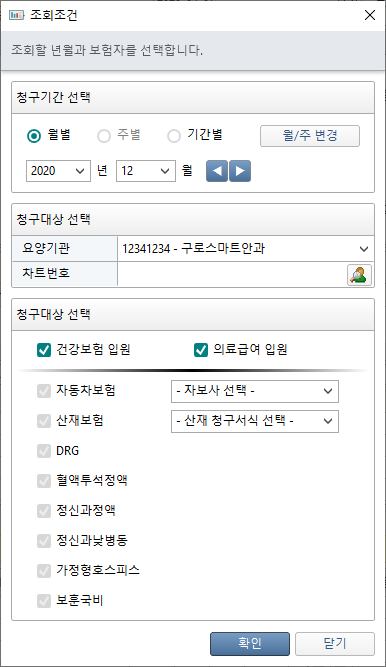 조회조건
조회할 년월과 보험자를 선택합니다.
청구기간 선택
월별 주별 기간별 월/주 변경
2020 년 12 월
청구대상 선택
요양기관 12341234 - 구로스마트안과
차트번호
청구대상 선택
건강보험 입원 의료급여 입원
자동차보험 - 자보사 선택 -
산재보험 - 산재 청구서식 선택 -
DRG
혈액투석정액
정신과정액
정신과낮병동
가정형호스피스
보훈국비
확인 닫기